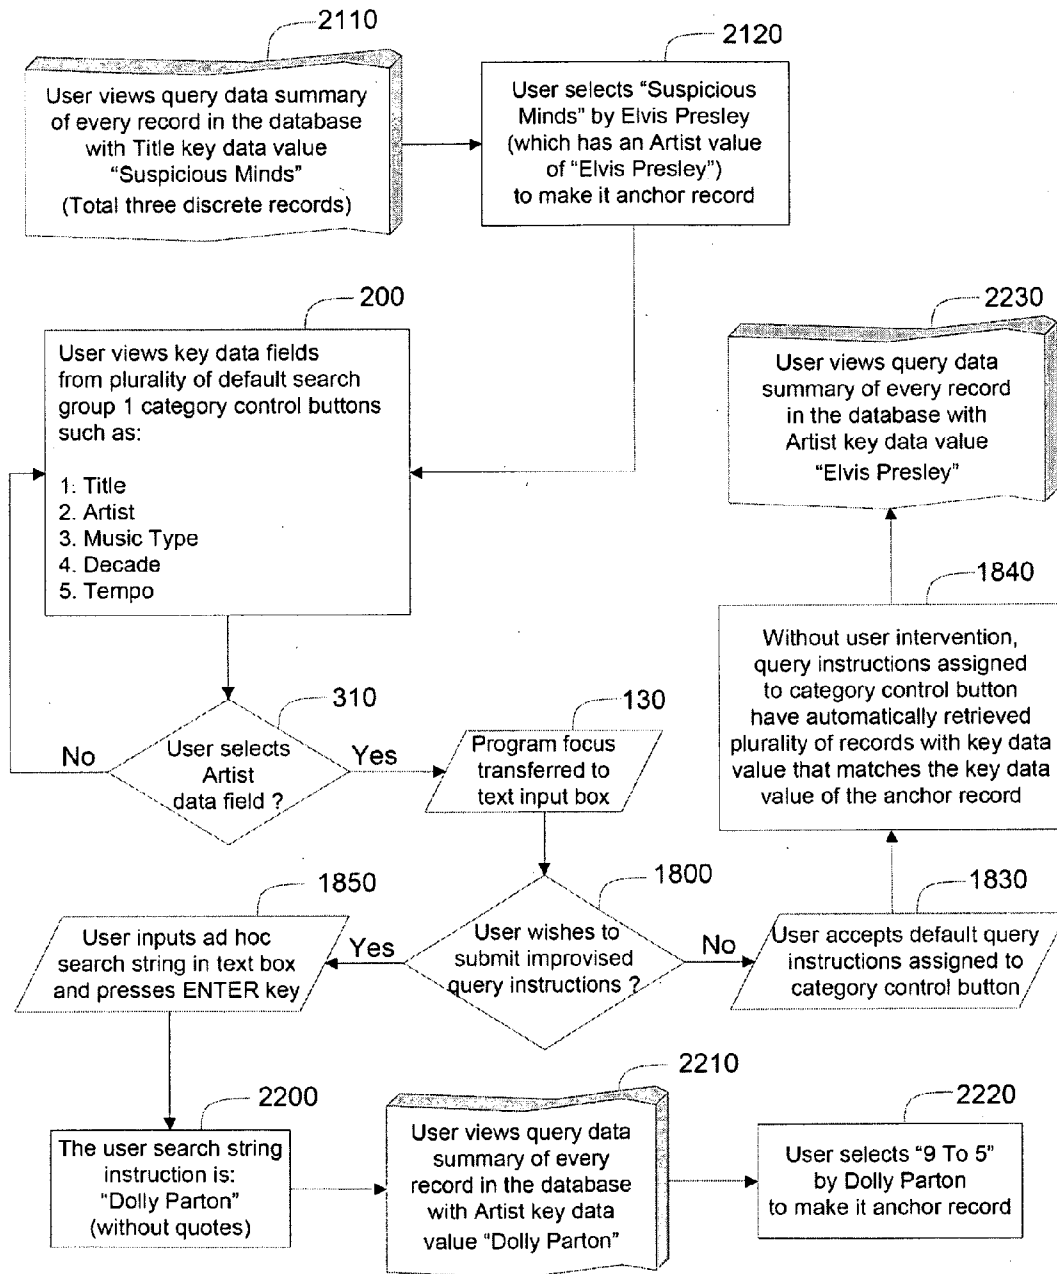 2110
User views query data summary
of every record in the database
with Title key data value
“Suspicious Minds”
(Total three discrete records)
2120
User selects “Suspicious
Minds” by Elvis Presley
(which has an Artist value
of “Elvis Presley”)
to make it anchor record
200
User views key data fields
from plurality of default search
group 1 category control buttons
such as:
1: Title
2. Artist
3. Music Type
4. Decade
5. Tempo
2230
User views query data
summary of every record
in the database with
Artist key data value
“Elvis Presley”
1840
Without user intervention,
query instructions assigned
to category control button
have automatically retrieved
plurality of records with key data
value that matches the key data
value of the anchor record
310
User selects
Artist
data field ?
No
Yes
130
Program focus
transferred to
text input box
1800
User wishes to
submit improvised
query instructions ?
Yes
No
1830
User accepts default query
instructions assigned to
category control button
1850
User inputs ad hoc
search string in text box
and presses ENTER key
2200
The user search string
instruction is:
“Dolly Parton”
(without quotes)
2210
User views query data
summary of every
record in the database
with Artist key data
value “Dolly Parton”
2220
User selects “9 To 5”
by Dolly Parton
to make it anchor record